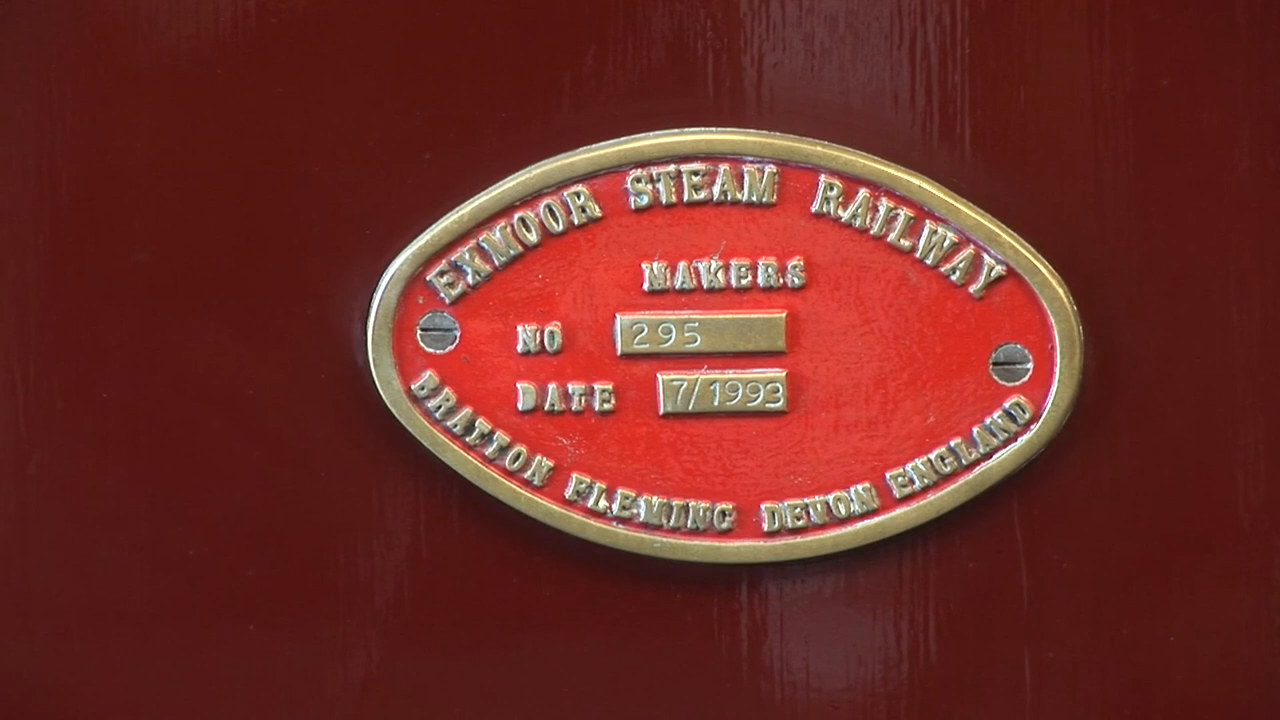 EXMOOR STEAM RAILWAY
MAKERS
NO 295
DATE 7/1993
BRATTON FLEMING DEVON ENGLAND